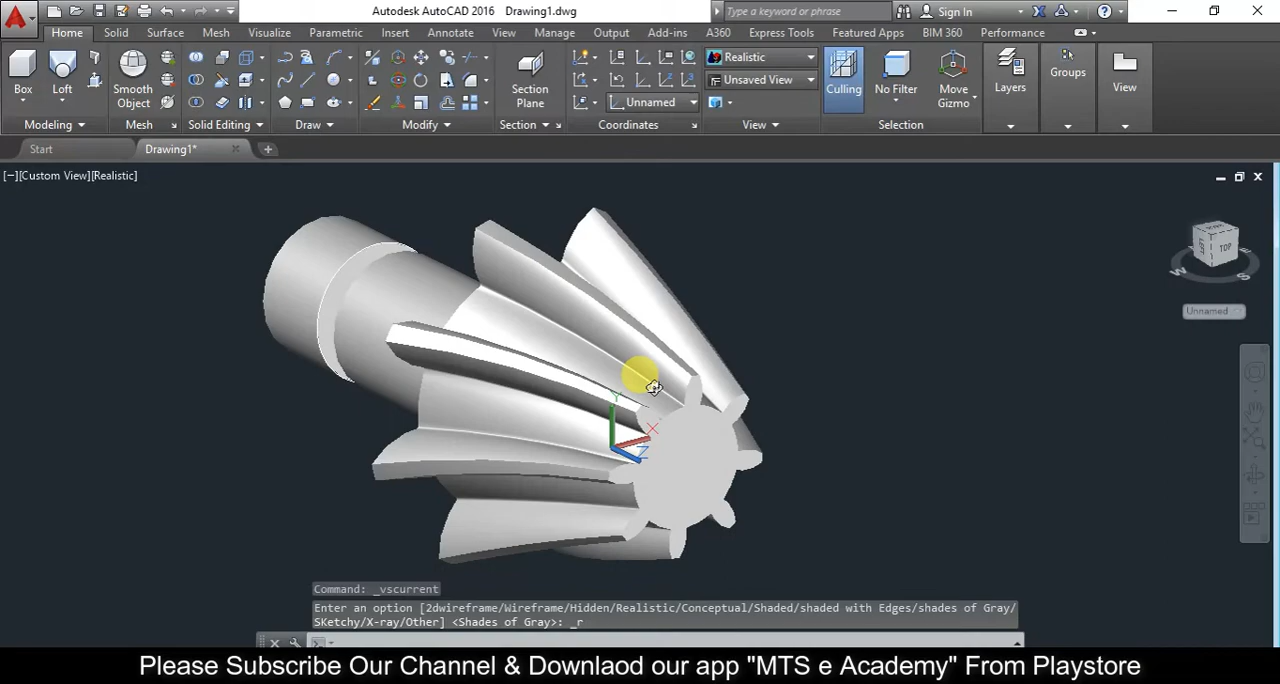 Autodesk AutoCAD 2016 Drawing1.dwg
Type a keyword or phrase
Sign In
Home Solid Surface Mesh Visualize Parametric Insert Annotate View Manage Output Add-ins A360 Express Tools Featured Apps BIM 360 Performance
Realistic
Unsaved View
Unnamed
Box
Loft
Smooth
Object
Section
Plane
Culling
No Filter
Move
Gizmo
Layers
Groups
View
Modeling
Mesh
Solid Editing
Draw
Modify
Section
Coordinates
View
Selection
Start
Drawing1*
[−][Custom View][Realistic]
TOP
W
S
Unnamed
Y
X
Z
Command: _vscurrent
Enter an option [2dwireframe/Wireframe/Hidden/Realistic/Conceptual/Shaded/shaded with Edges/shades of Gray/
SKetchy/X-ray/Other] <Shades of Gray>: _r
Please Subscribe Our Channel & Downlaod our app "MTS e Academy" From Playstore